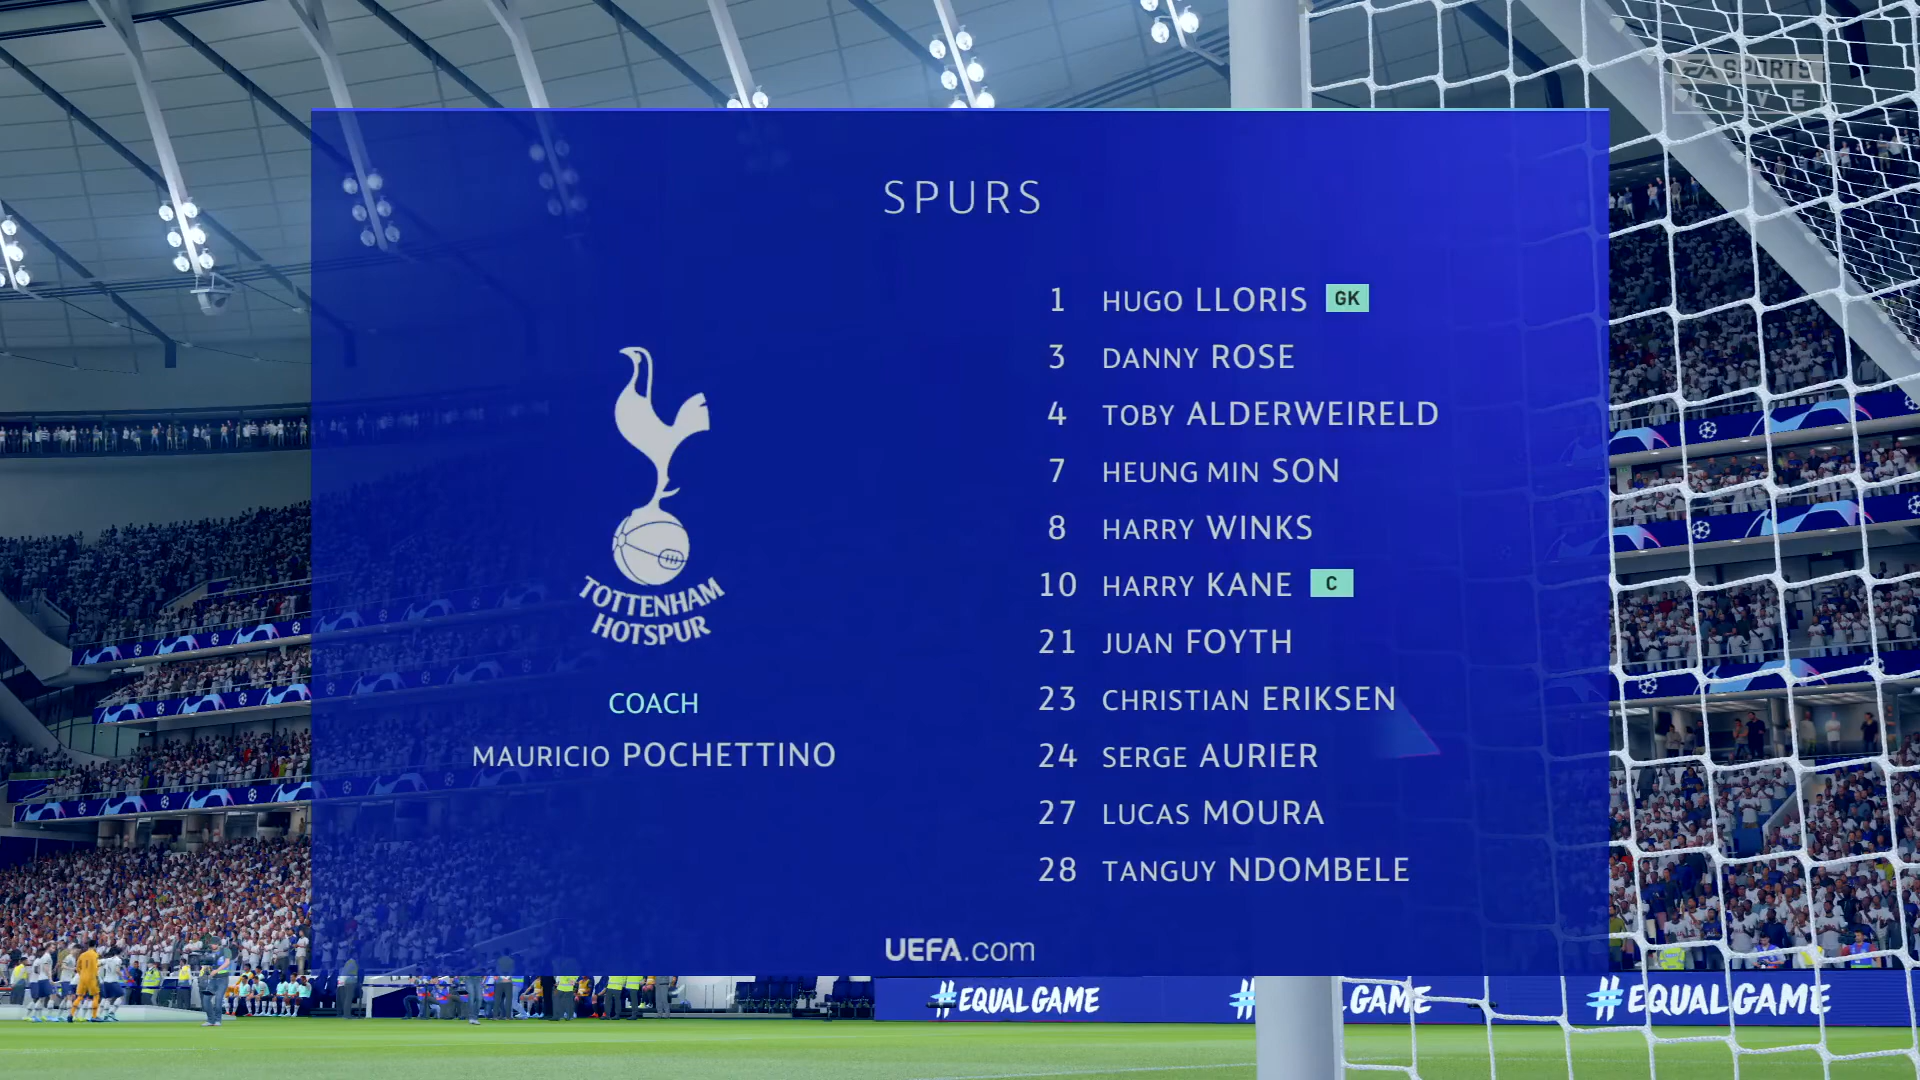 EA SPORTS
LIVE
SPURS
1 HUGO LLORIS GK
3 DANNY ROSE
4 TOBY ALDERWEIRELD
7 HEUNG MIN SON
8 HARRY WINKS
10 HARRY KANE C
21 JUAN FOYTH
23 CHRISTIAN ERIKSEN
24 SERGE AURIER
27 LUCAS MOURA
28 TANGUY NDOMBELE
TOTTENHAM
HOTSPUR
COACH
MAURICIO POCHETTINO
UEFA.com
#EQUALGAME
# GAME
#EQUALGAME